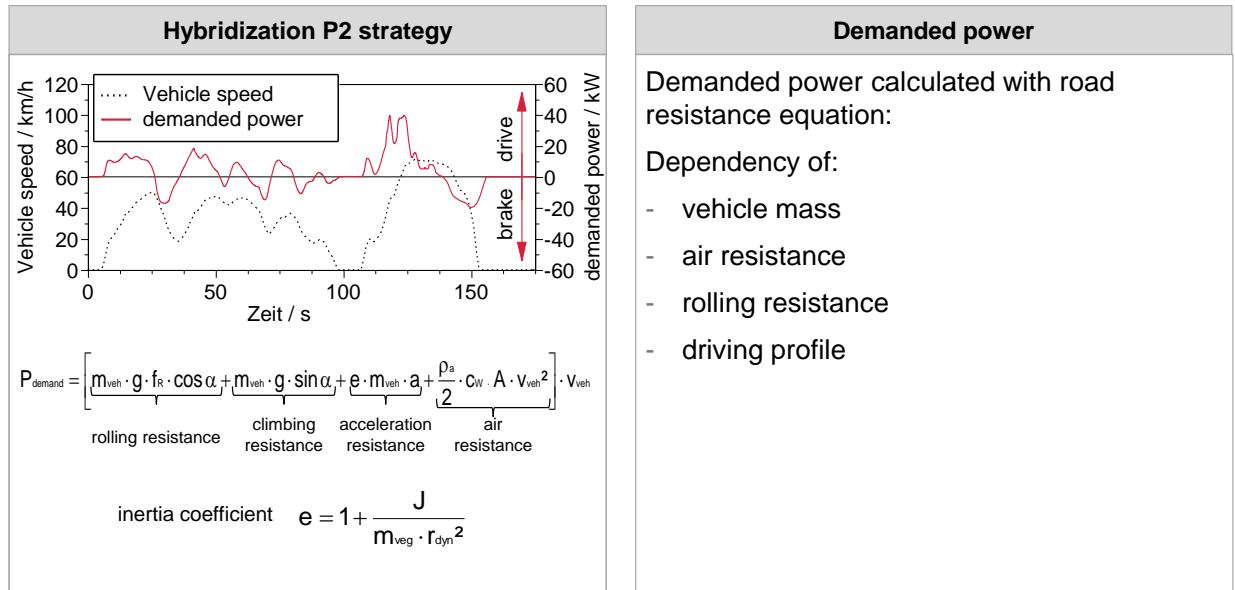 Hybridization P2 strategy
Vehicle speed / km/h
120
100
80
60
40
20
0
Vehicle speed
demanded power
60
40
20
0
-20
-40
-60
demanded power / kW
drive
brake
0
50
100
150
Zeit / s
P_demand = [m_veh · g · f_R · cos α + m_veh · g · sin α + e · m_veh · a + ρ_a/2 · c_W · A · v_veh²] · v_veh
rolling resistance
climbing resistance
acceleration resistance
air resistance
inertia coefficient e = 1 + J / (m_veg · r_dyn²)
Demanded power
Demanded power calculated with road
resistance equation:
Dependency of:
- vehicle mass
- air resistance
- rolling resistance
- driving profile